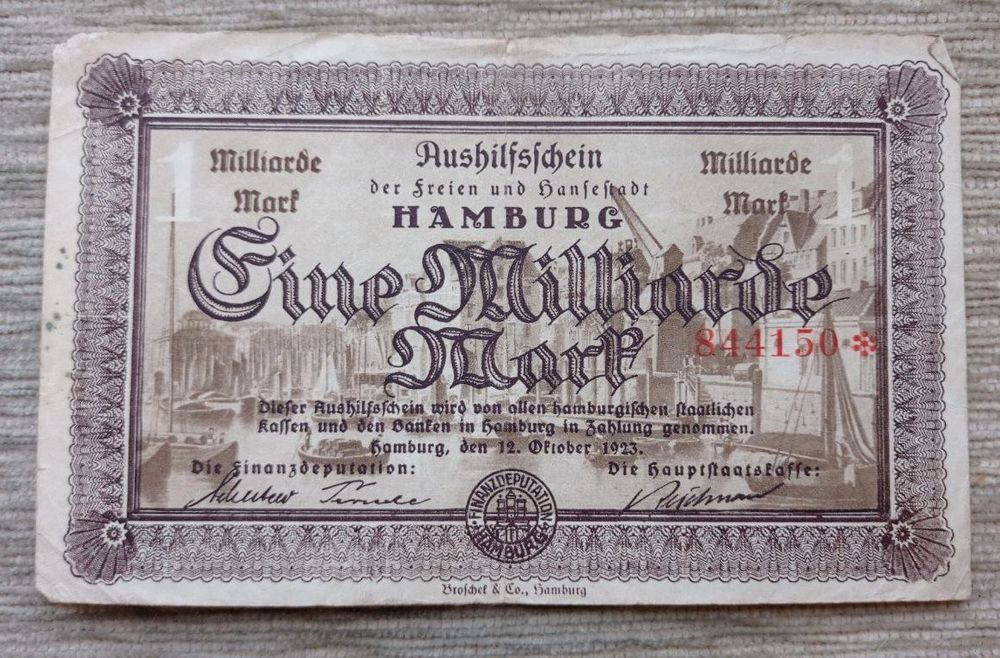 1 Milliarde Mark
Aushilfsschein
Milliarde Mark 1
der Freien und Hansestadt
HAMBURG
Eine Milliarde
Mark
844150 *
Dieser Aushilfsschein wird von allen hamburgischen staatlichen
Kassen und den Banken in Hamburg in Zahlung genommen.
Hamburg, den 12. Oktober 1923.
Die Finanzdeputation:
Die Hauptstaatskasse:
FINANZDEPUTATION
HAMBURG
Broschek & Co., Hamburg